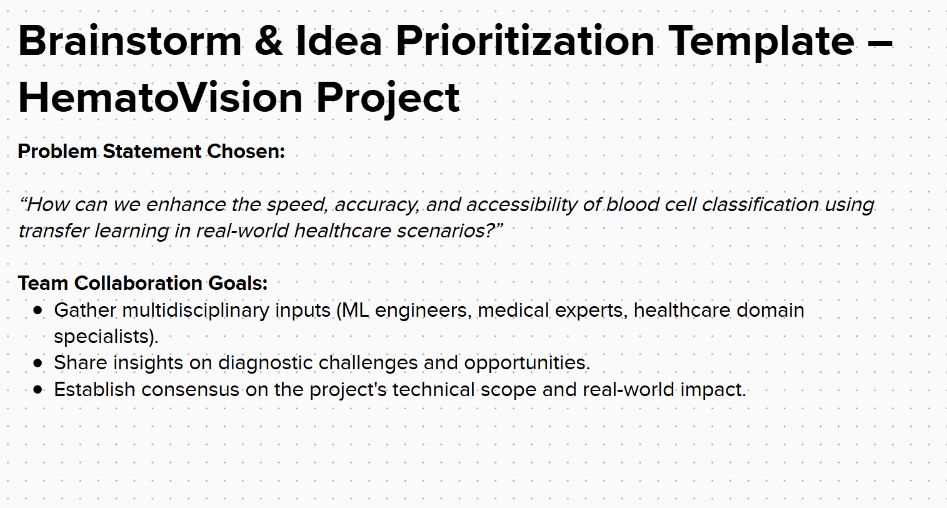 Brainstorm & Idea Prioritization Template –
HematoVision Project
Problem Statement Chosen:
“How can we enhance the speed, accuracy, and accessibility of blood cell classification using
transfer learning in real-world healthcare scenarios?”
Team Collaboration Goals:
● Gather multidisciplinary inputs (ML engineers, medical experts, healthcare domain
specialists).
● Share insights on diagnostic challenges and opportunities.
● Establish consensus on the project's technical scope and real-world impact.